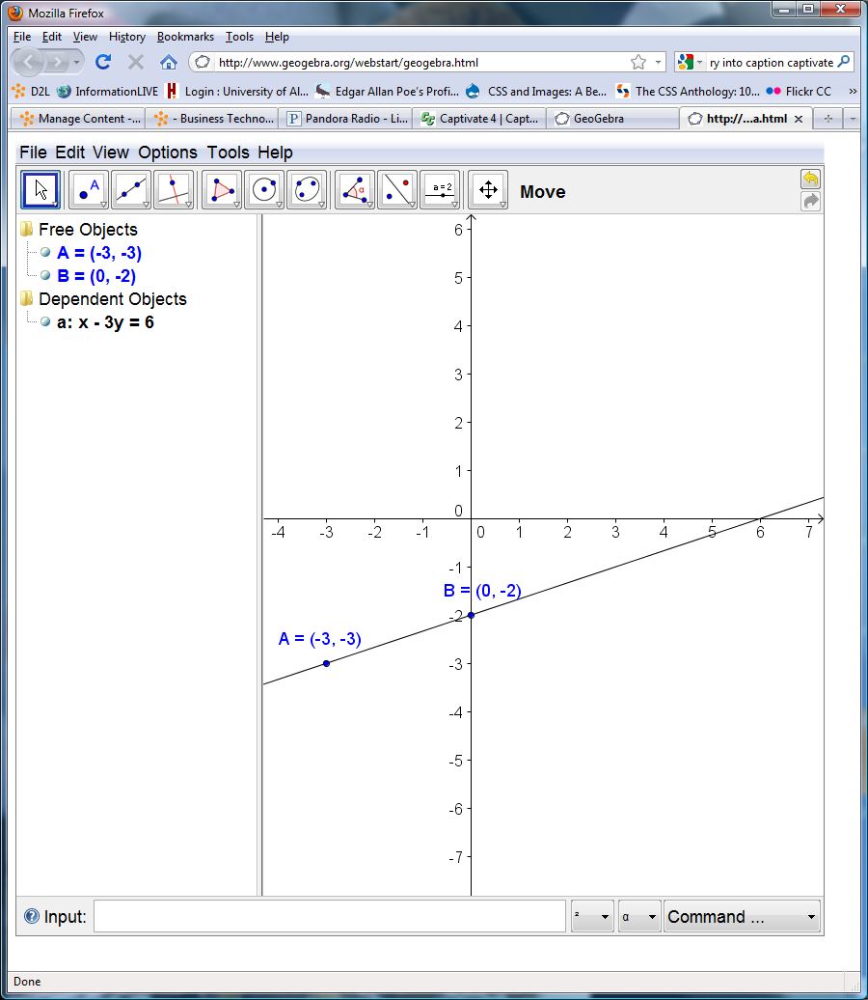 Mozilla Firefox
File Edit View History Bookmarks Tools Help
http://www.geogebra.org/webstart/geogebra.html ry into caption captivate
D2L InformationLIVE Login : University of Al... Edgar Allan Poe's Profi... CSS and Images: A Be... The CSS Anthology: 10... Flickr CC »
Manage Content -... - Business Techno... Pandora Radio - Li... Captivate 4 | Capt... GeoGebra http://...a.html
File Edit View Options Tools Help
A α a=2 Move
Free Objects
A = (-3, -3)
B = (0, -2)
Dependent Objects
a: x - 3y = 6
6
5
4
3
2
1
0
-4 -3 -2 -1 0 1 2 3 4 5 6 7
-1
B = (0, -2)
-2
A = (-3, -3)
-3
-4
-5
-6
-7
Input: ² α Command ...
Done